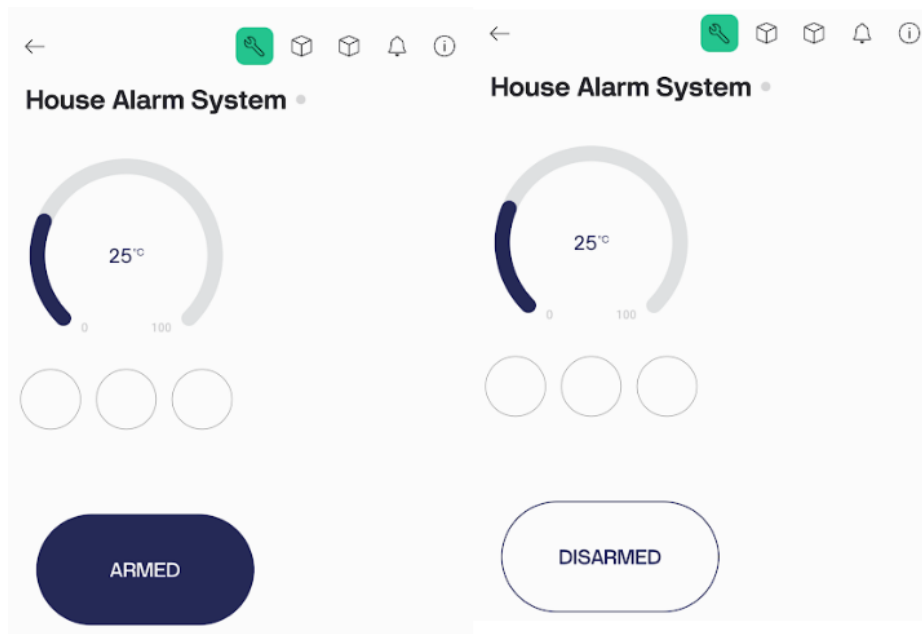 House Alarm System
25°C
0 100
ARMED
House Alarm System
25°C
0 100
DISARMED